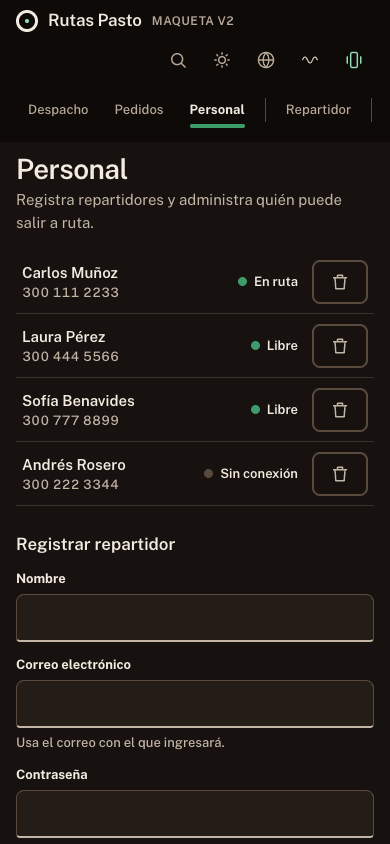 Rutas Pasto MAQUETA V2
Despacho Pedidos Personal Repartidor
Personal
Registra repartidores y administra quién puede
salir a ruta.
Carlos Muñoz
300 111 2233
En ruta
Laura Pérez
300 444 5566
Libre
Sofía Benavides
300 777 8899
Libre
Andrés Rosero
300 222 3344
Sin conexión
Registrar repartidor
Nombre
Correo electrónico
Usa el correo con el que ingresará.
Contraseña